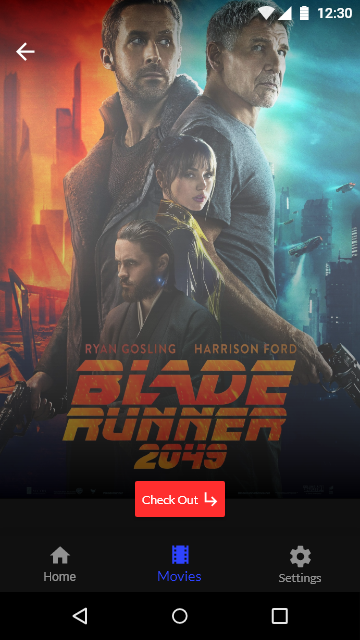 12:30
RYAN GOSLING HARRISON FORD
BLADE
RUNNER
2049
Check Out
Home Movies Settings